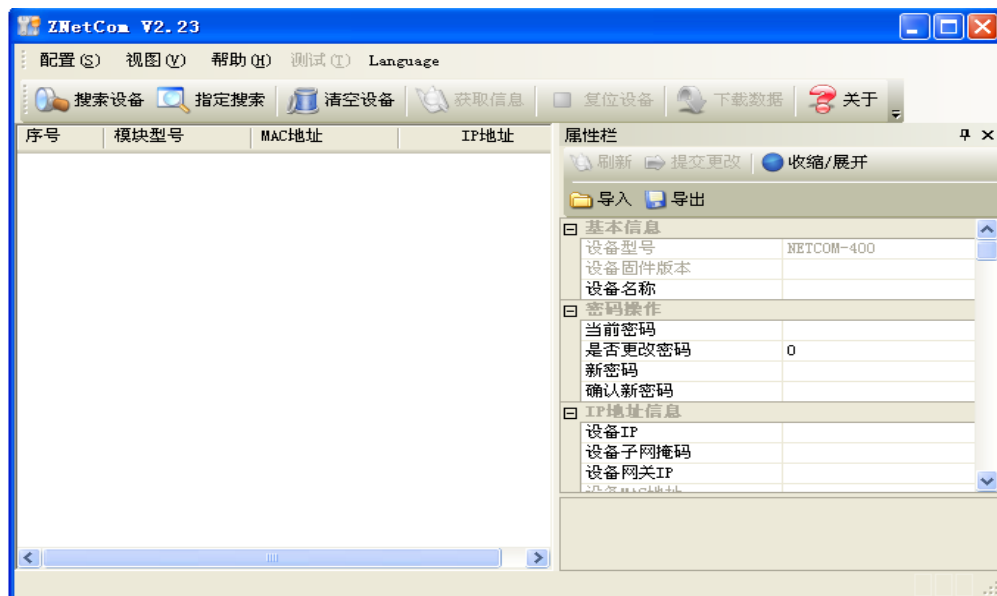 ZNetCom V2.23
配置(S) 视图(V) 帮助(H) 测试(T) Language
搜索设备 指定搜索 清空设备 获取信息 复位设备 下载数据 关于
序号 模块型号 MAC地址 IP地址
属性栏
刷新 提交更改 收缩/展开
导入 导出
基本信息
设备型号 NETCOM-400
设备固件版本
设备名称
密码操作
当前密码
是否更改密码 0
新密码
确认新密码
IP地址信息
设备IP
设备子网掩码
设备网关IP
设备MAC地址